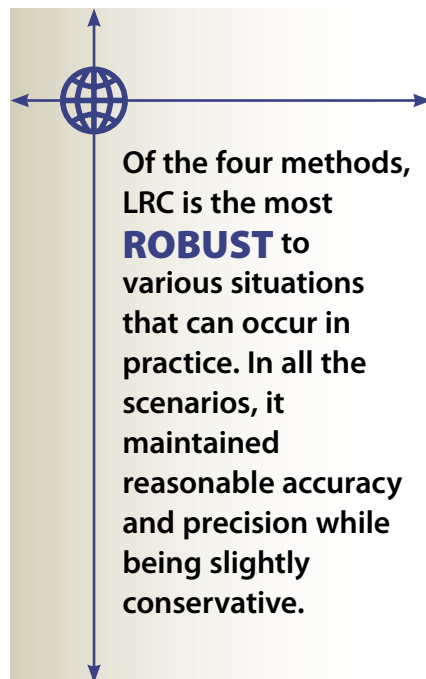 Of the four methods,
LRC is the most
ROBUST to
various situations
that can occur in
practice. In all the
scenarios, it
maintained
reasonable accuracy
and precision while
being slightly
conservative.